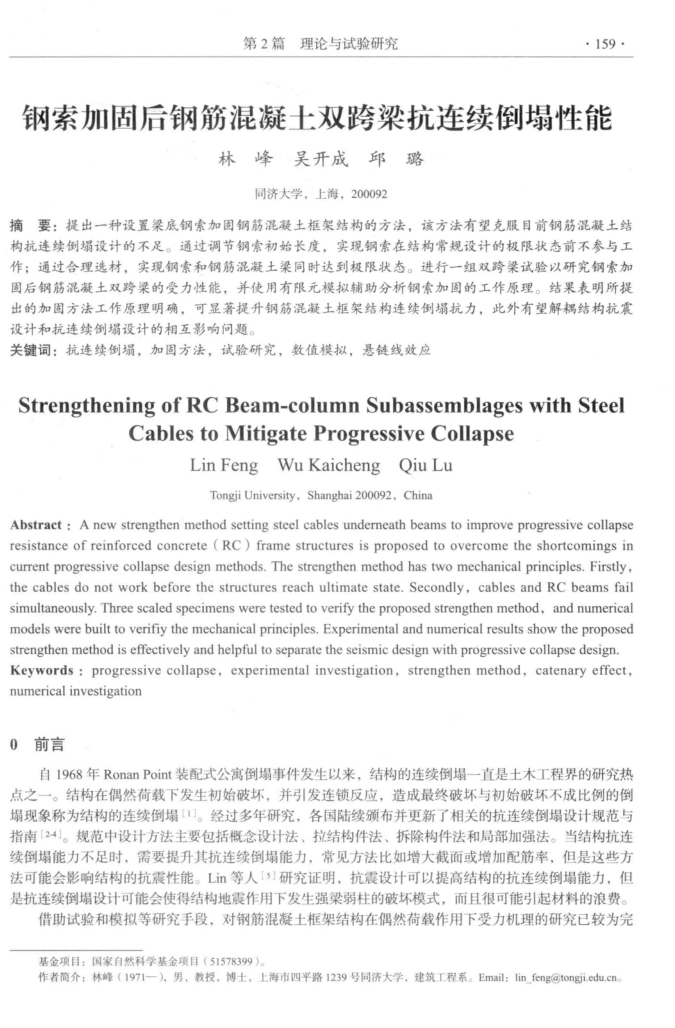 第 2 篇　理论与试验研究
· 159 ·
钢索加固后钢筋混凝土双跨梁抗连续倒塌性能
林　峰　吴开成　邱　璐
同济大学，上海，200092
摘　要：提出一种设置梁底钢索加固钢筋混凝土框架结构的方法，该方法有望克服目前钢筋混凝土结
构抗连续倒塌设计的不足。通过调节钢索初始长度，实现钢索在结构常规设计的极限状态前不参与工
作；通过合理选材，实现钢索和钢筋混凝土梁同时达到极限状态。进行一组双跨梁试验以研究钢索加
固后钢筋混凝土双跨梁的受力性能，并使用有限元模拟辅助分析钢索加固的工作原理。结果表明所提
出的加固方法工作原理明确，可显著提升钢筋混凝土框架结构连续倒塌抗力，此外有望解耦结构抗震
设计和抗连续倒塌设计的相互影响问题。
关键词：抗连续倒塌，加固方法，试验研究，数值模拟，悬链线效应
Strengthening of RC Beam-column Subassemblages with Steel
Cables to Mitigate Progressive Collapse
Lin Feng　Wu Kaicheng　Qiu Lu
Tongji University，Shanghai 200092，China
Abstract： A new strengthen method setting steel cables underneath beams to improve progressive collapse
resistance of reinforced concrete（RC）frame structures is proposed to overcome the shortcomings in
current progressive collapse design methods. The strengthen method has two mechanical principles. Firstly，
the cables do not work before the structures reach ultimate state. Secondly，cables and RC beams fail
simultaneously. Three scaled specimens were tested to verify the proposed strengthen method，and numerical
models were built to verifiy the mechanical principles. Experimental and numerical results show the proposed
strengthen method is effectively and helpful to separate the seismic design with progressive collapse design.
Keywords：progressive collapse，experimental investigation，strengthen method，catenary effect，
numerical investigation
0　前言
自 1968 年 Ronan Point 装配式公寓倒塌事件发生以来，结构的连续倒塌一直是土木工程界的研究热
点之一。结构在偶然荷载下发生初始破坏，并引发连锁反应，造成最终破坏与初始破坏不成比例的倒
塌现象称为结构的连续倒塌［1］。经过多年研究，各国陆续颁布并更新了相关的抗连续倒塌设计规范与
指南［2-4］。规范中设计方法主要包括概念设计法、拉结构件法、拆除构件法和局部加强法。当结构抗连
续倒塌能力不足时，需要提升其抗连续倒塌能力，常见方法比如增大截面或增加配筋率，但是这些方
法可能会影响结构的抗震性能。Lin 等人［5］研究证明，抗震设计可以提高结构的抗连续倒塌能力，但
是抗连续倒塌设计可能会使得结构地震作用下发生强梁弱柱的破坏模式，而且很可能引起材料的浪费。
借助试验和模拟等研究手段，对钢筋混凝土框架结构在偶然荷载作用下受力机理的研究已较为完
基金项目：国家自然科学基金项目（51578399）。
作者简介：林峰（1971—），男，教授，博士，上海市四平路 1239 号同济大学，建筑工程系。Email：lin_feng@tongji.edu.cn。